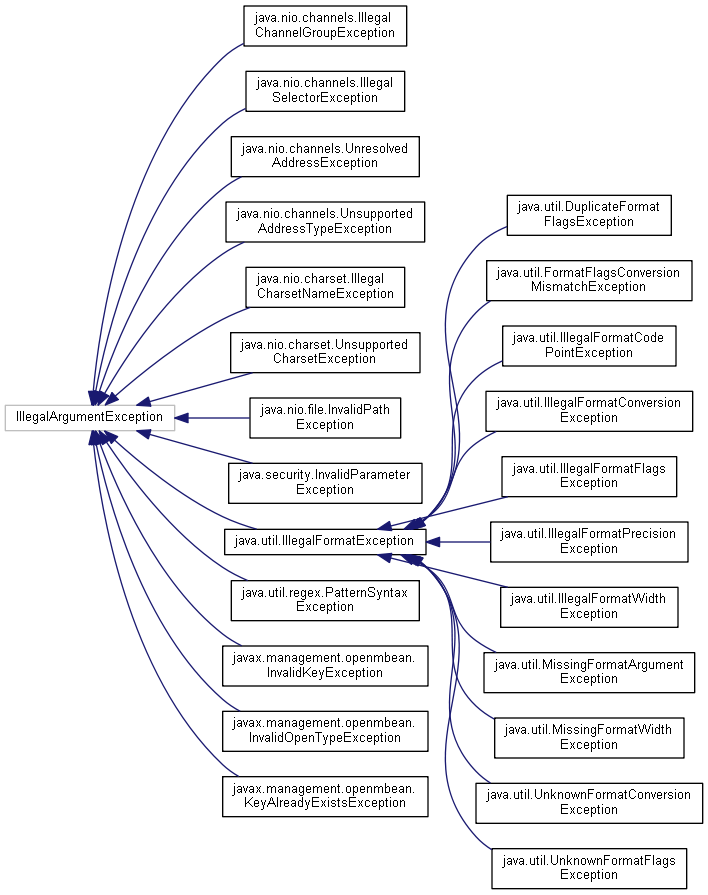 java.nio.channels.Illegal
ChannelGroupException
java.nio.channels.Illegal
SelectorException
java.nio.channels.Unresolved
AddressException
java.nio.channels.Unsupported
AddressTypeException
java.nio.charset.Illegal
CharsetNameException
java.nio.charset.Unsupported
CharsetException
IllegalArgumentException
java.nio.file.InvalidPath
Exception
java.security.InvalidParameter
Exception
java.util.IllegalFormatException
java.util.regex.PatternSyntax
Exception
javax.management.openmbean.
InvalidKeyException
javax.management.openmbean.
InvalidOpenTypeException
javax.management.openmbean.
KeyAlreadyExistsException
java.util.DuplicateFormat
FlagsException
java.util.FormatFlagsConversion
MismatchException
java.util.IllegalFormatCode
PointException
java.util.IllegalFormatConversion
Exception
java.util.IllegalFormatFlags
Exception
java.util.IllegalFormatPrecision
Exception
java.util.IllegalFormatWidth
Exception
java.util.MissingFormatArgument
Exception
java.util.MissingFormatWidth
Exception
java.util.UnknownFormatConversion
Exception
java.util.UnknownFormatFlags
Exception